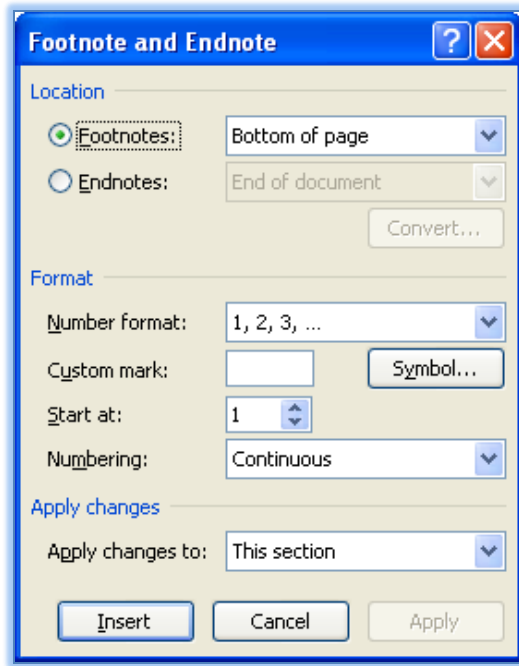 Footnote and Endnote
Location
Footnotes: Bottom of page
Endnotes: End of document
Convert...
Format
Number format: 1, 2, 3, ...
Custom mark: Symbol...
Start at: 1
Numbering: Continuous
Apply changes
Apply changes to: This section
Insert Cancel Apply